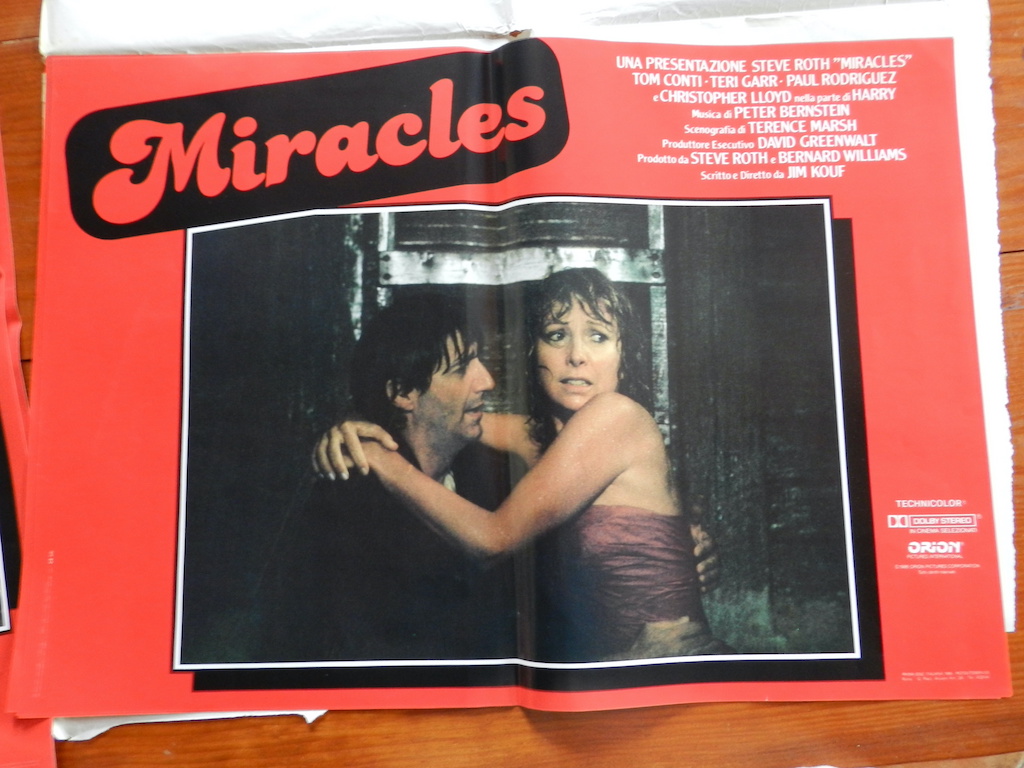 Miracles
UNA PRESENTAZIONE STEVE ROTH "MIRACLES"
TOM CONTI · TERI GARR · PAUL RODRIGUEZ
e CHRISTOPHER LLOYD nella parte di HARRY
Musica di PETER BERNSTEIN
Scenografia di TERENCE MARSH
Produttore Esecutivo DAVID GREENWALT
Prodotto da STEVE ROTH e BERNARD WILLIAMS
Scritto e Diretto da JIM KOUF
TECHNICOLOR®
DOLBY STEREO®
IN CINEMA SELEZIONATI
ORION®
PICTURES INTERNATIONAL